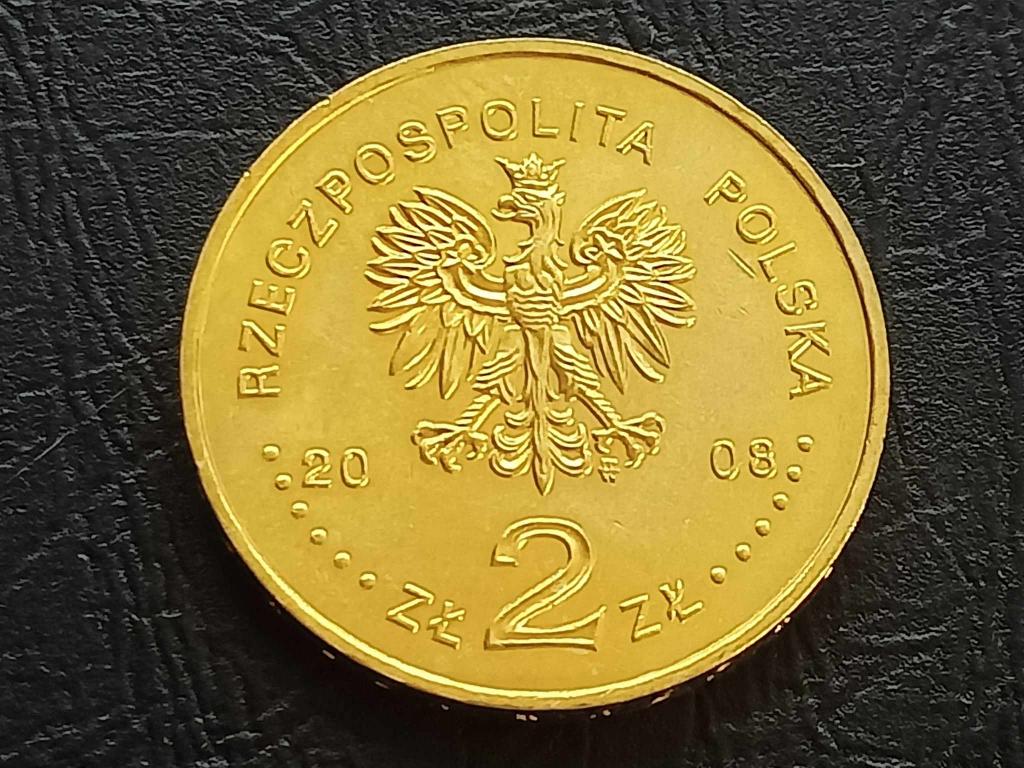 RZECZPOSPOLITA POLSKA
20 08
ZŁ 2 ZŁ